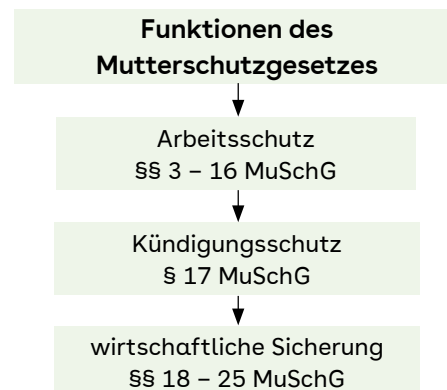 Funktionen des
Mutterschutzgesetzes
Arbeitsschutz
§§ 3 – 16 MuSchG
Kündigungsschutz
§ 17 MuSchG
wirtschaftliche Sicherung
§§ 18 – 25 MuSchG